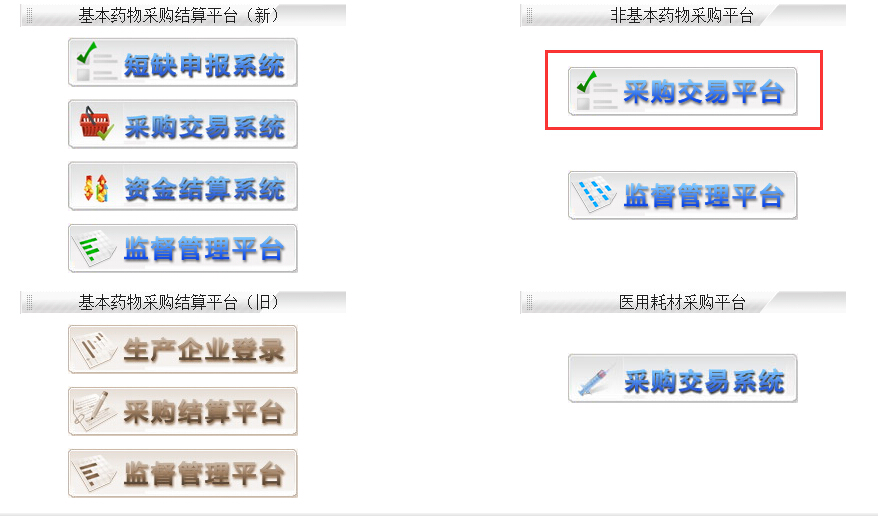 基本药物采购结算平台（新）
短缺申报系统
采购交易系统
资金结算系统
监督管理平台
非基本药物采购平台
采购交易平台
监督管理平台
基本药物采购结算平台（旧）
生产企业登录
采购结算平台
监督管理平台
医用耗材采购平台
采购交易系统